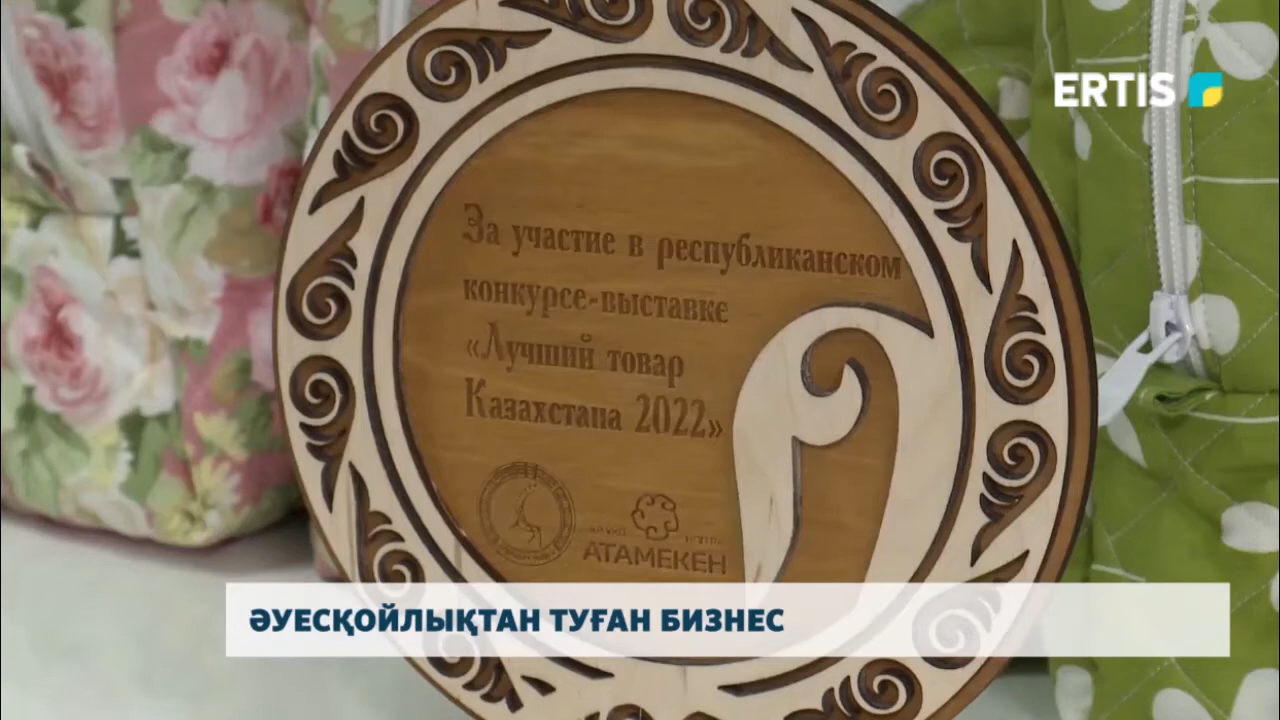 ERTIS
За участие в республиканском
конкурсе-выставке
«Лучший товар
Казахстана 2022»
АТАМЕКЕН
ӘУЕСҚОЙЛЫҚТАН ТУҒАН БИЗНЕС